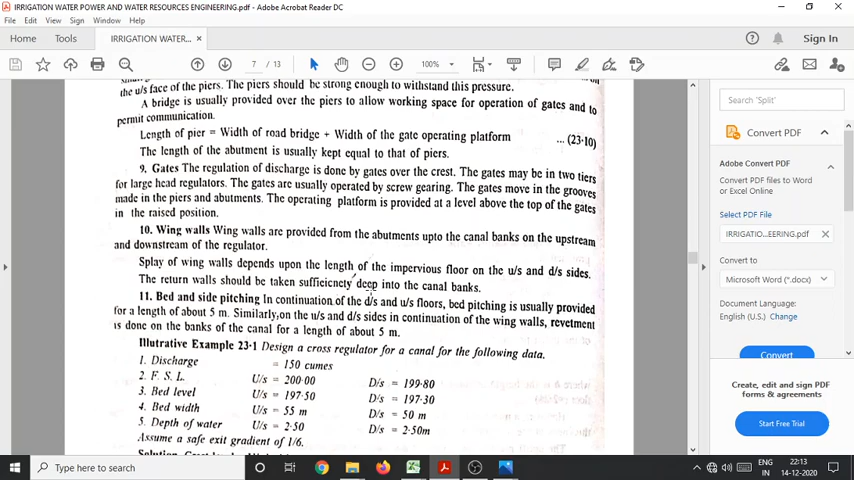 IRRIGATION WATER POWER AND WATER RESOURCES ENGINEERING.pdf - Adobe Acrobat Reader DC
File Edit View Sign Window Help
Home Tools IRRIGATION WATER... × Sign In
7 / 13 100%
the u/s face of the piers. The piers should be strong enough to withstand this pressure.
A bridge is usually provided over the piers to allow working space for operation of gates and to
permit communication.
Length of pier = Width of road bridge + Width of the gate operating platform ... (23·10)
The length of the abutment is usually kept equal to that of piers.
9. Gates The regulation of discharge is done by gates over the crest. The gates may be in two tiers
for large head regulators. The gates are usually operated by screw gearing. The gates move in the grooves
made in the piers and abutments. The operating platform is provided at a level above the top of the gates
in the raised position.
10. Wing walls Wing walls are provided from the abutments upto the canal banks on the upstream
and downstream of the regulator.
Splay of wing walls depends upon the length of the impervious floor on the u/s and d/s sides.
The return walls should be taken sufficienety deep into the canal banks.
11. Bed and side pitching In continuation of the d/s and u/s floors, bed pitching is usually provided
for a length of about 5 m. Similarly, on the u/s and d/s sides in continuation of the wing walls, revetment
is done on the banks of the canal for a length of about 5 m.
Illutrative Example 23·1 Design a cross regulator for a canal for the following data.
1. Discharge = 150 cumes
2. F. S. L. U/s = 200·00 D/s = 199·80
3. Bed level U/s = 197·50 D/s = 197·30
4. Bed width U/s = 55 m D/s = 50 m
5. Depth of water U/s = 2·50 D/s = 2·50m
Assume a safe exit gradient of 1/6.
Search 'Split'
Convert PDF
Adobe Convert PDF
Convert PDF Files to Word
or Excel Online
Select PDF File
IRRIGATION...EERING.pdf ×
Convert to
Microsoft Word (*.docx)
Document Language:
English (U.S.) Change
Convert
Create, edit and sign PDF
forms & agreements
Start Free Trial
Type here to search
ENG
IN
22:13
14-12-2020